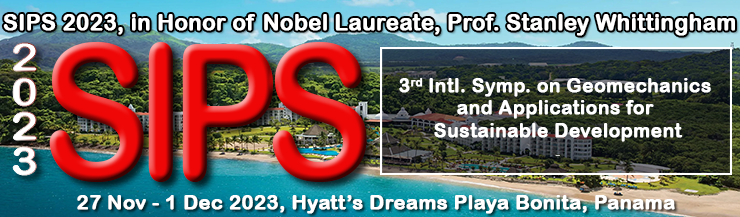 SIPS 2023, in Honor of Nobel Laureate, Prof. Stanley Whittingham
2023
SIPS
3rd Intl. Symp. on Geomechanics
and Applications for
Sustainable Development
27 Nov - 1 Dec 2023, Hyatt's Dreams Playa Bonita, Panama